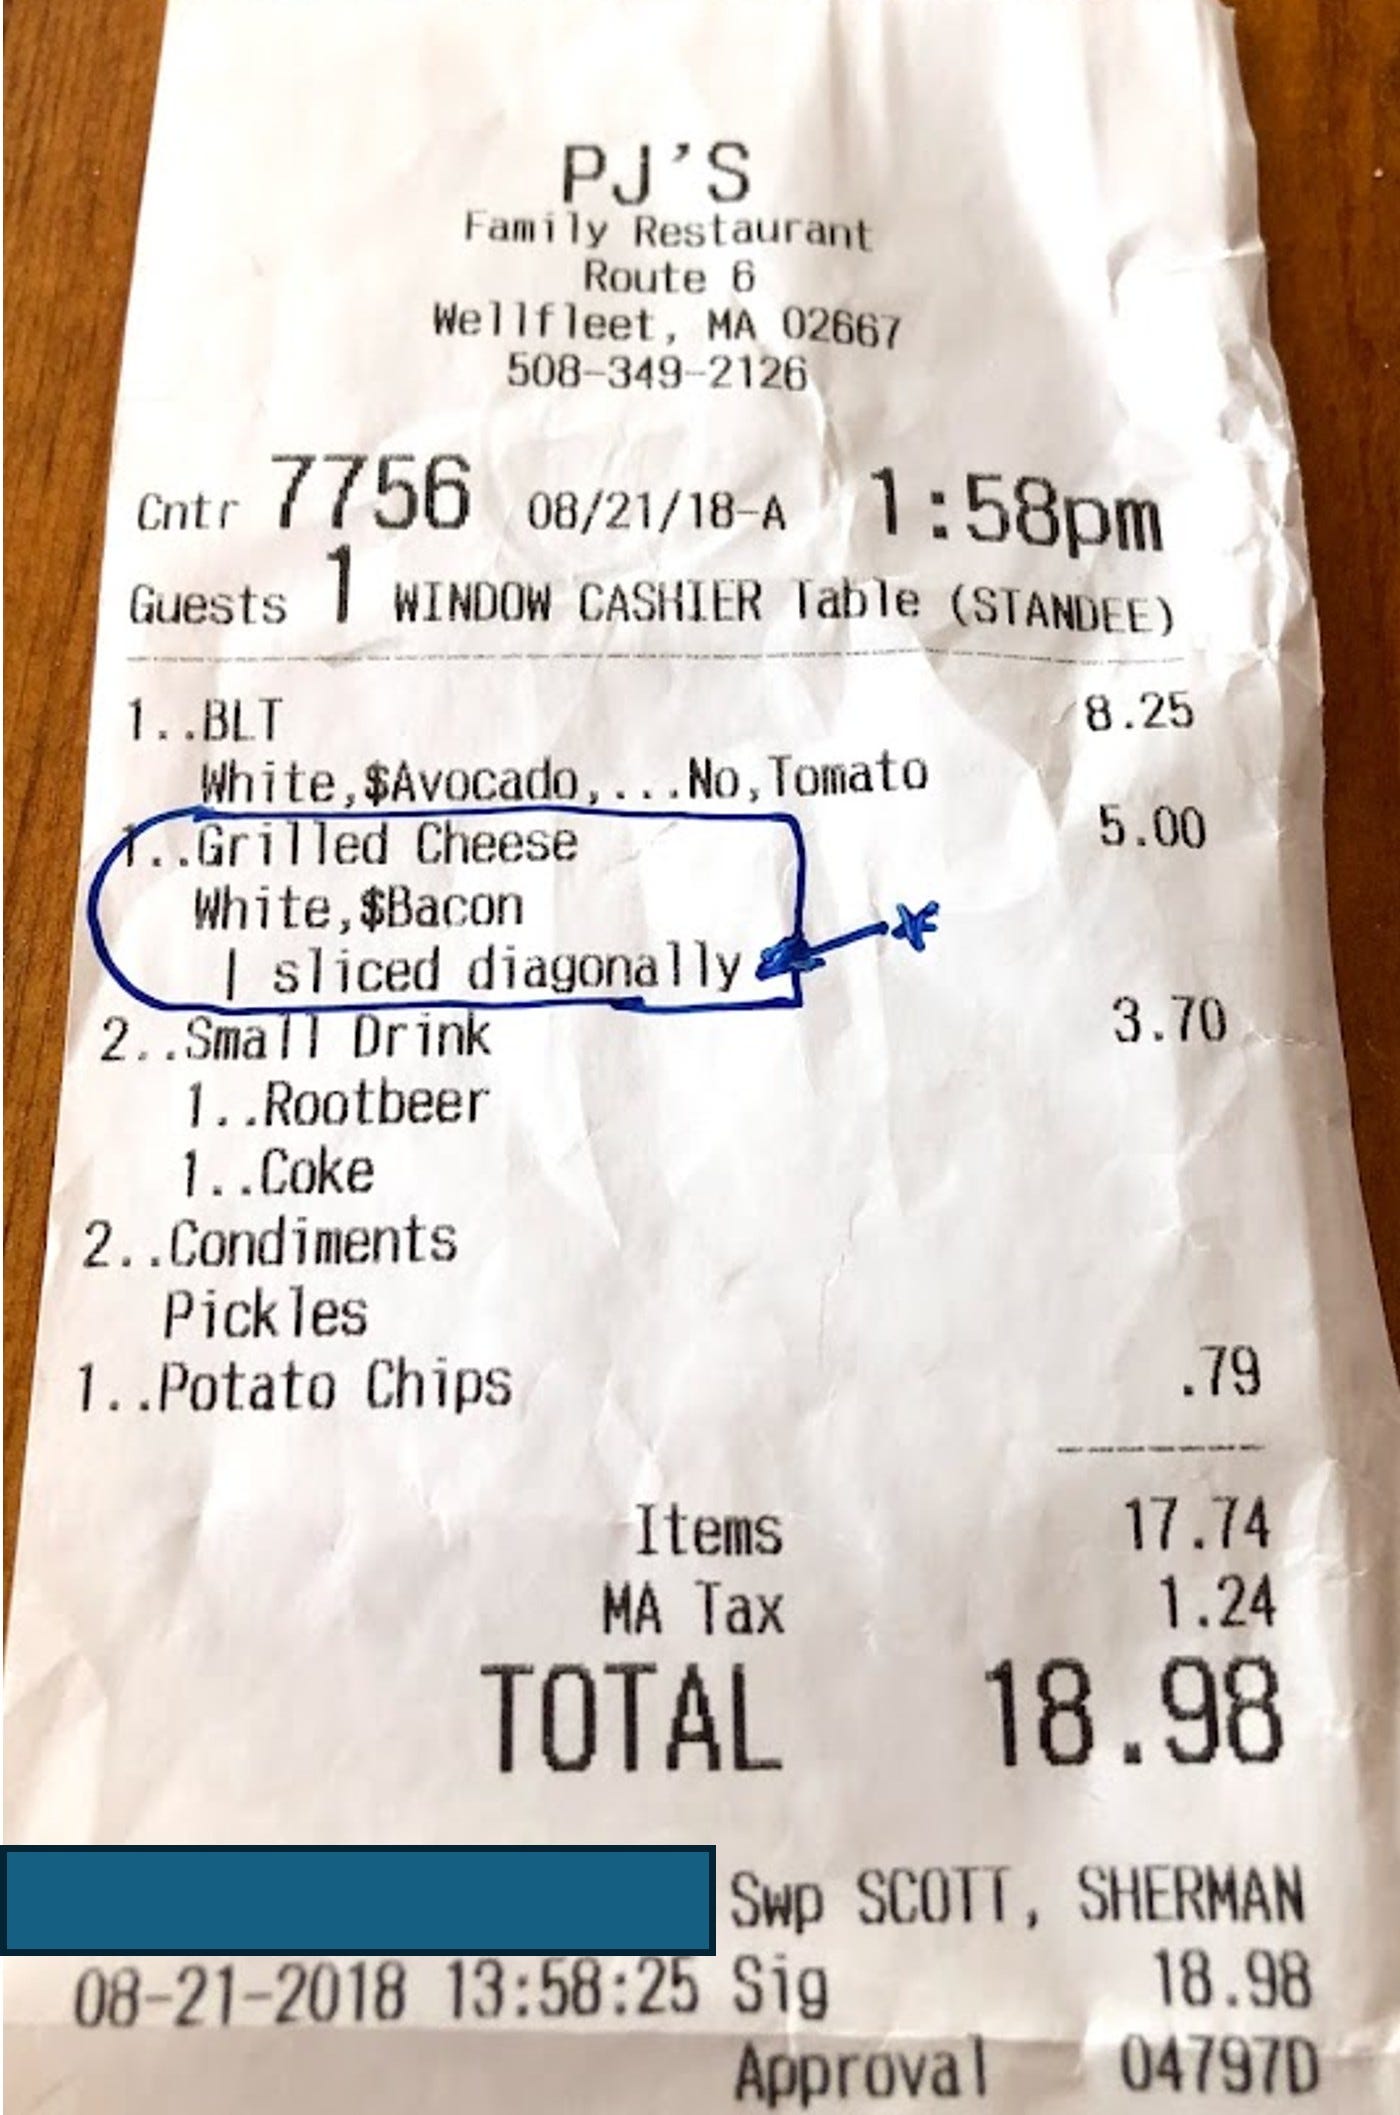 PJ'S
Family Restaurant
Route 6
Wellfleet, MA 02667
508-349-2126
Cntr 7756 08/21/18-A 1:58pm
Guests 1 WINDOW CASHIER Table (STANDEE)
1..BLT 8.25
White,$Avocado,...No,Tomato
1..Grilled Cheese 5.00
White,$Bacon
| sliced diagonally
2..Small Drink 3.70
1..Rootbeer
1..Coke
2..Condiments
Pickles
1..Potato Chips .79
Items 17.74
MA Tax 1.24
TOTAL 18.98
Swp SCOTT, SHERMAN
08-21-2018 13:58:25 Sig 18.98
Approval 04797D